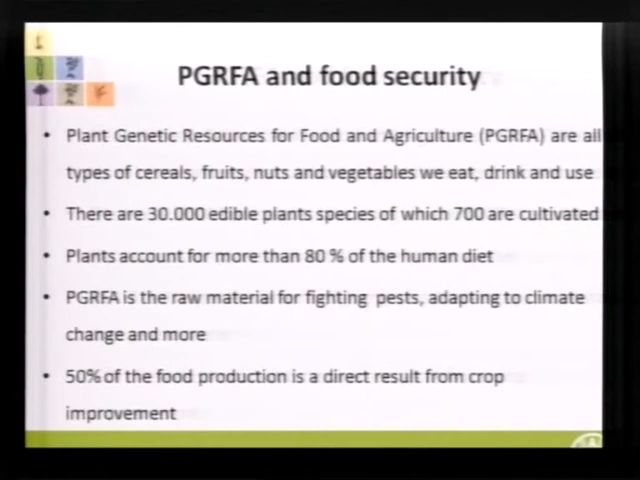 PGRFA and food security
• Plant Genetic Resources for Food and Agriculture (PGRFA) are all
types of cereals, fruits, nuts and vegetables we eat, drink and use
• There are 30.000 edible plants species of which 700 are cultivated
• Plants account for more than 80 % of the human diet
• PGRFA is the raw material for fighting pests, adapting to climate
change and more
• 50% of the food production is a direct result from crop
improvement